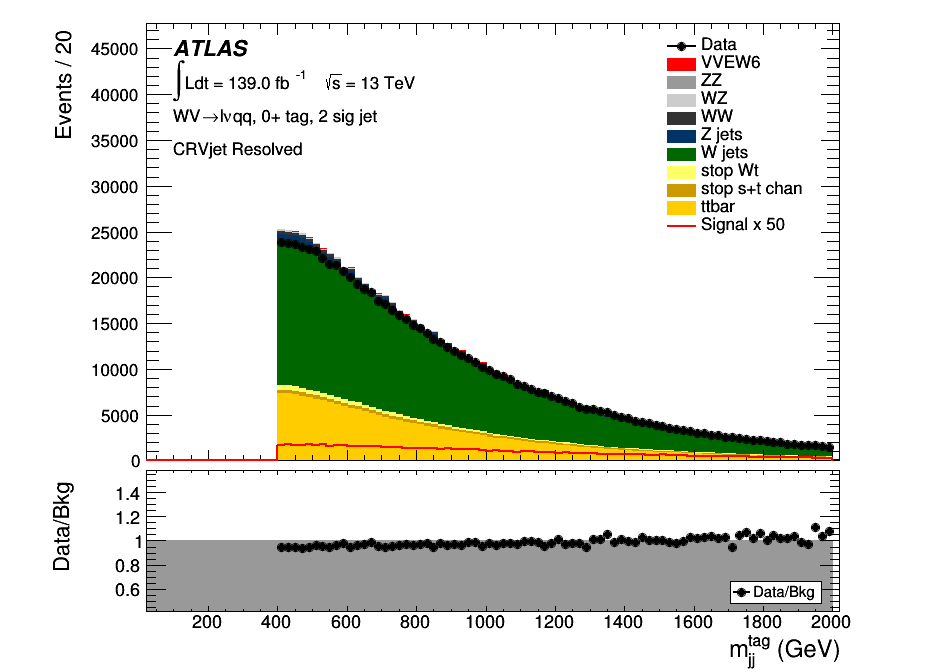 Events / 20
45000
40000
35000
30000
25000
20000
15000
10000
5000
0
ATLAS
∫Ldt = 139.0 fb⁻¹ √s = 13 TeV
WV→lνqq, 0+ tag, 2 sig jet
CRVjet Resolved
Data
VVEW6
ZZ
WZ
WW
Z jets
W jets
stop Wt
stop s+t chan
ttbar
Signal x 50
Data/Bkg
1.4
1.2
1
0.8
0.6
Data/Bkg
200 400 600 800 1000 1200 1400 1600 1800 2000
m_jj^tag (GeV)